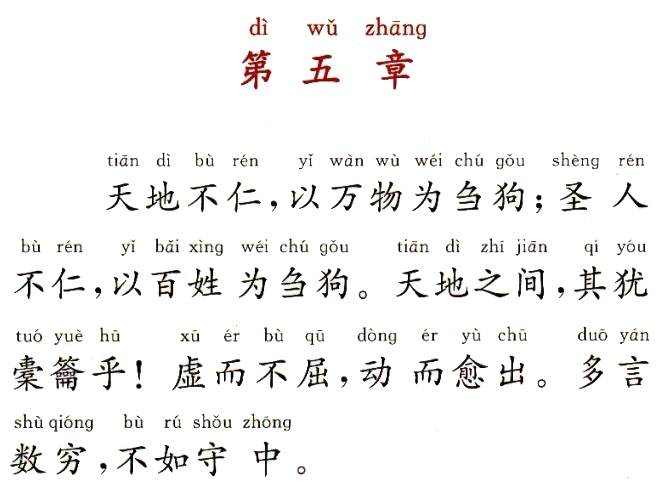 dì wǔ zhāng
第五章
tiān dì bù rén yǐ wàn wù wéi chú gǒu shèng rén
天地不仁，以万物为刍狗；圣人
bù rén yǐ bǎi xìng wéi chú gǒu tiān dì zhī jiān qí yóu
不仁，以百姓为刍狗。天地之间，其犹
tuó yuè hū xū ér bù qū dòng ér yù chū duō yán
橐籥乎！虚而不屈，动而愈出。多言
shù qióng bù rú shǒu zhōng
数穷，不如守中。